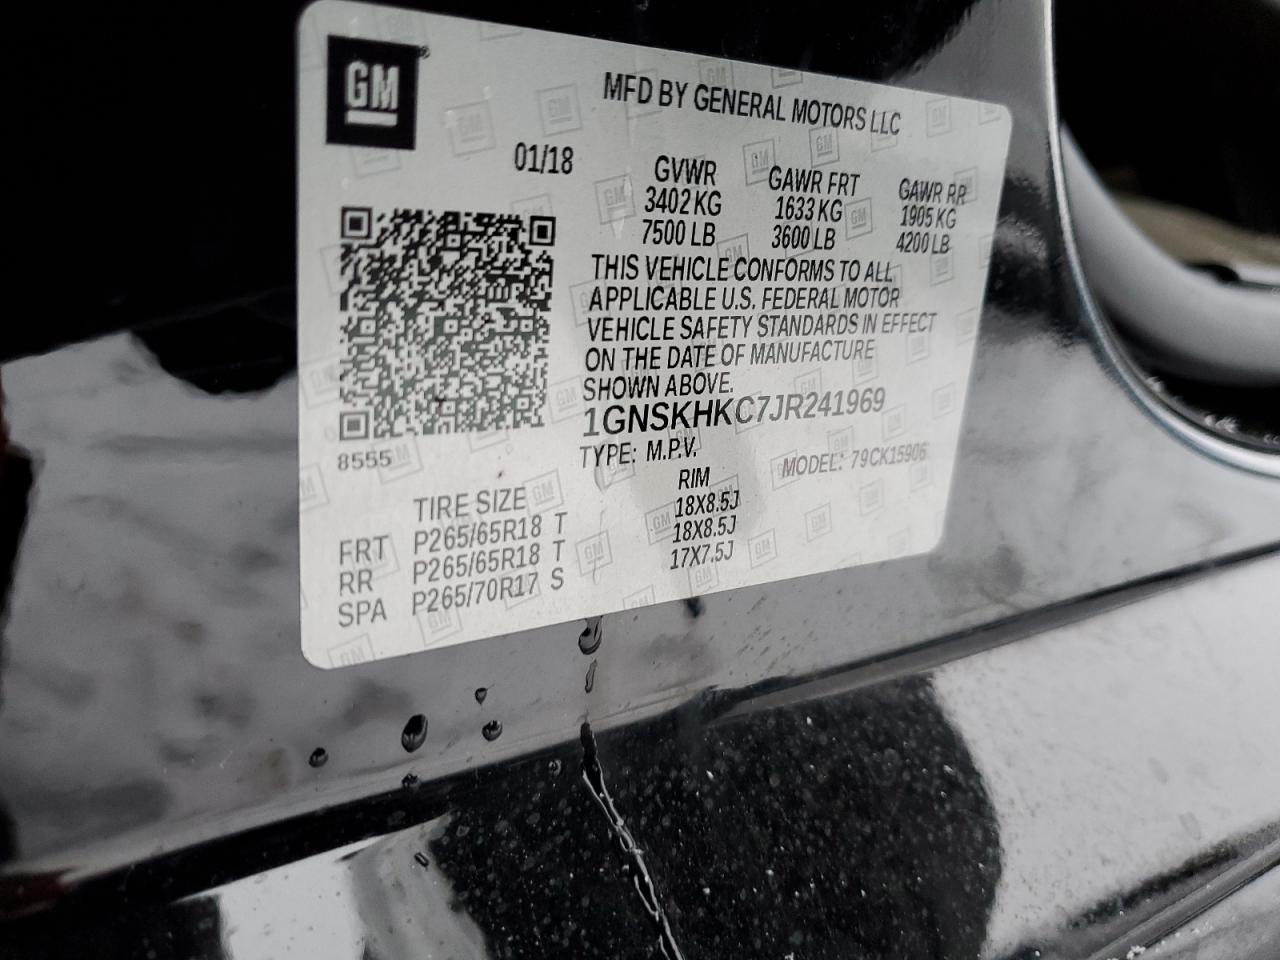 GM
MFD BY GENERAL MOTORS LLC
01/18
GVWR GAWR FRT GAWR RR
3402 KG 1633 KG 1905 KG
7500 LB 3600 LB 4200 LB
THIS VEHICLE CONFORMS TO ALL
APPLICABLE U.S. FEDERAL MOTOR
VEHICLE SAFETY STANDARDS IN EFFECT
ON THE DATE OF MANUFACTURE
SHOWN ABOVE.
1GNSKHKC7JR241969
TYPE: M.P.V. MODEL: 79CK15906
8555
TIRE SIZE RIM
FRT P265/65R18 T 18X8.5J
RR P265/65R18 T 18X8.5J
SPA P265/70R17 S 17X7.5J